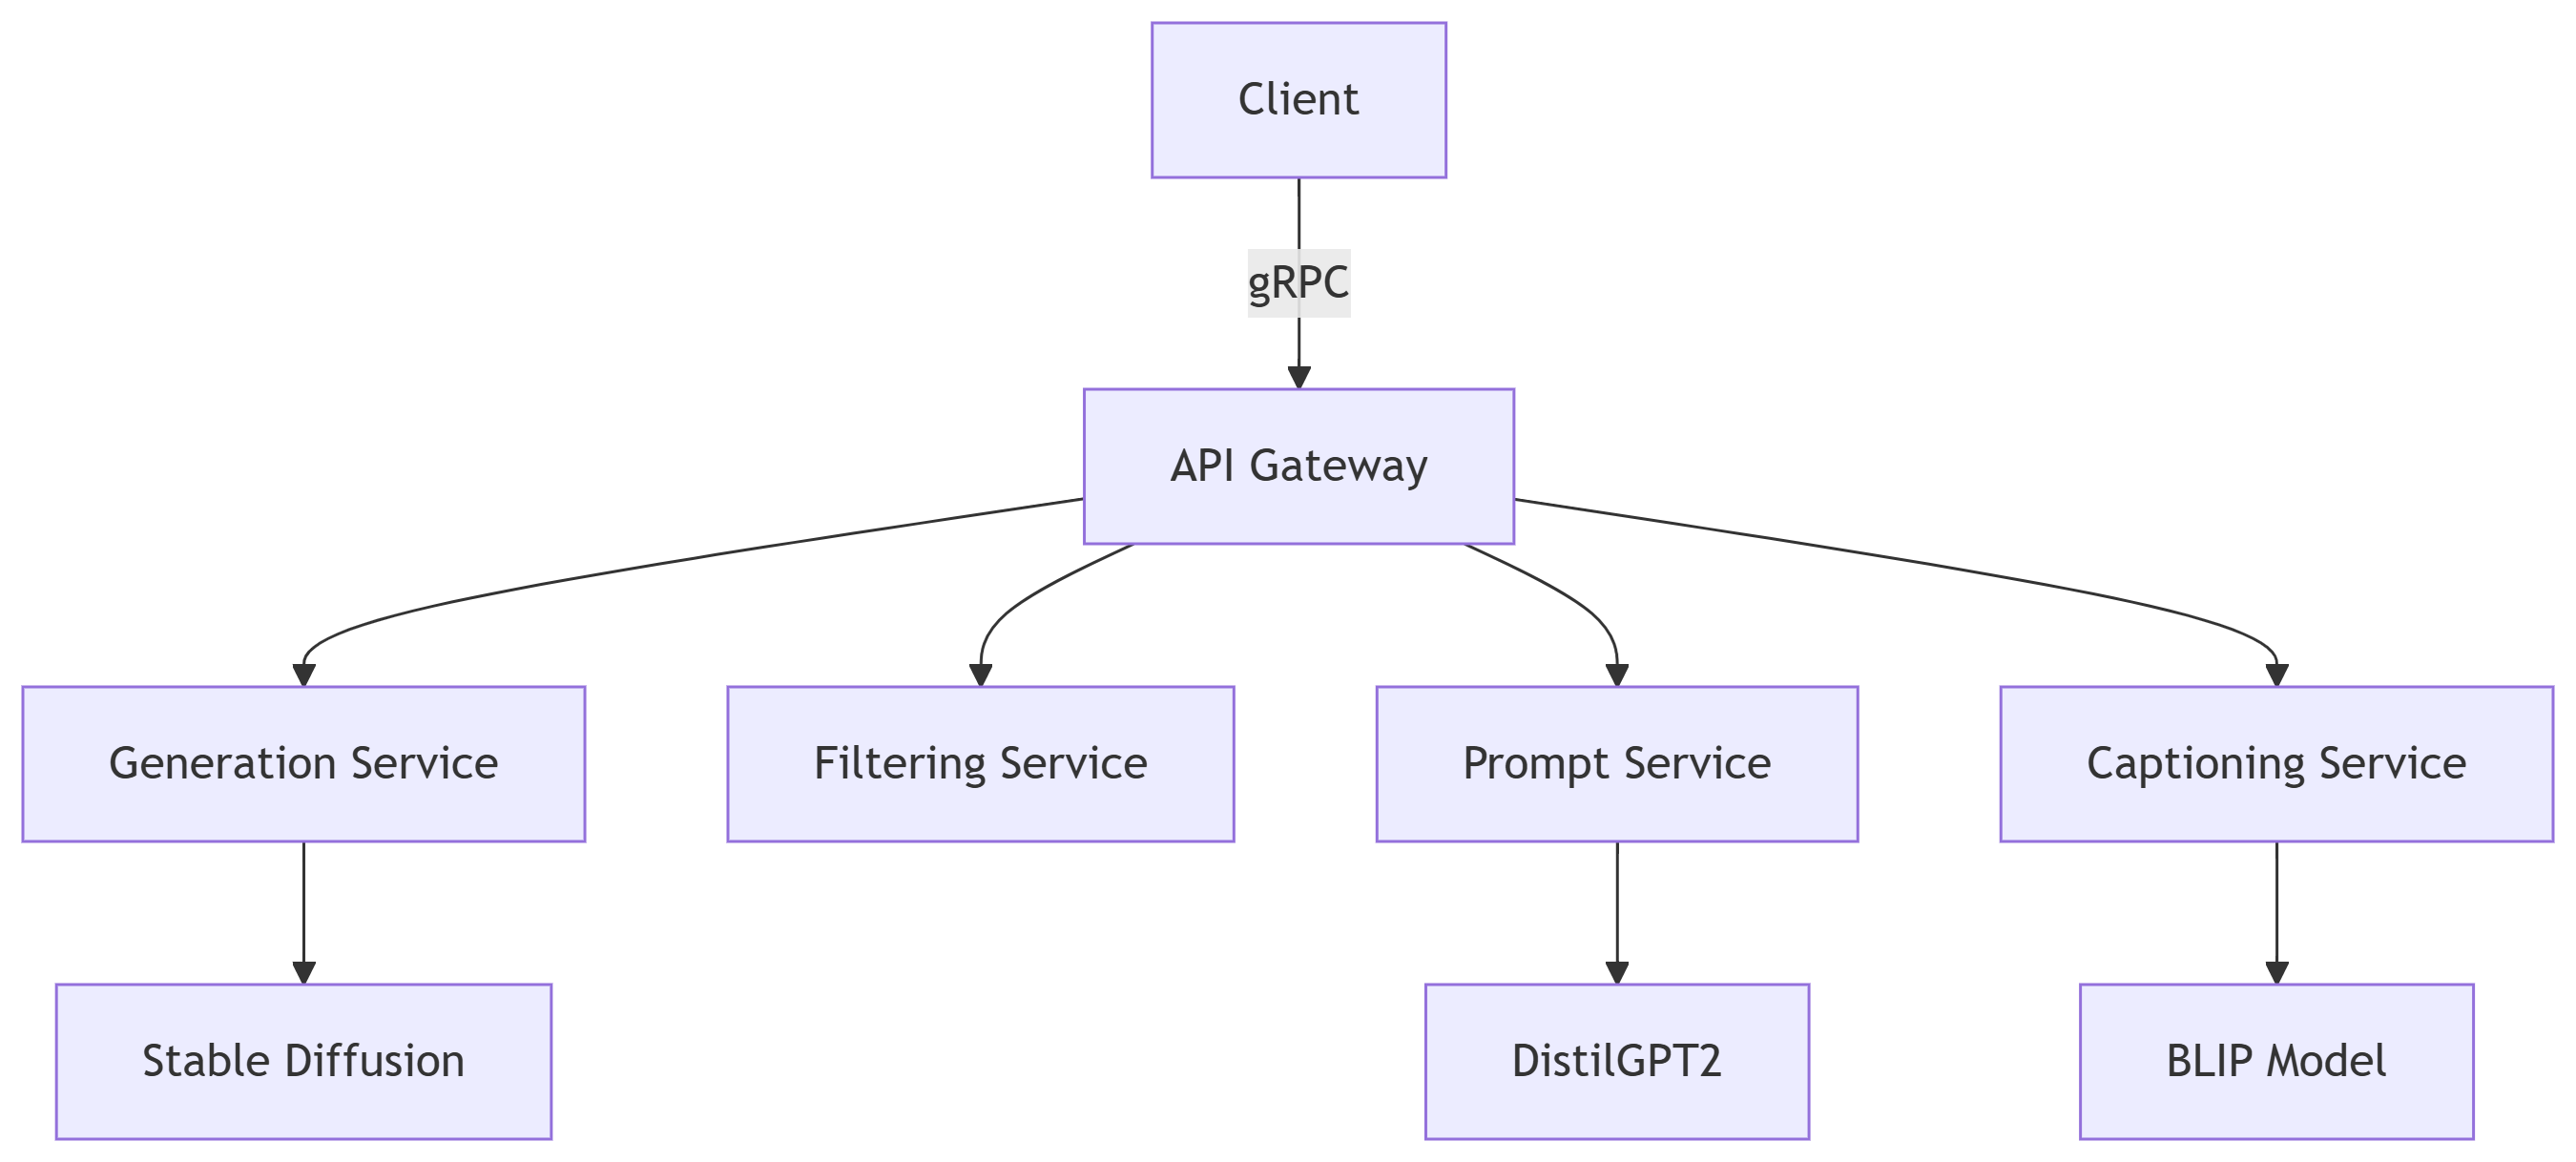 Client
gRPC
API Gateway
Generation Service
Filtering Service
Prompt Service
Captioning Service
Stable Diffusion
DistilGPT2
BLIP Model